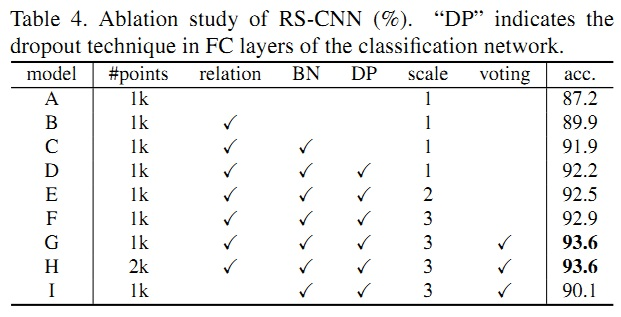 Table 4. Ablation study of RS-CNN (%). “DP” indicates the
dropout technique in FC layers of the classification network.
model #points relation BN DP scale voting acc.
A 1k 1 87.2
B 1k ✓ 1 89.9
C 1k ✓ ✓ 1 91.9
D 1k ✓ ✓ ✓ 1 92.2
E 1k ✓ ✓ ✓ 2 92.5
F 1k ✓ ✓ ✓ 3 92.9
G 1k ✓ ✓ ✓ 3 ✓ 93.6
H 2k ✓ ✓ ✓ 3 ✓ 93.6
I 1k ✓ ✓ 3 ✓ 90.1